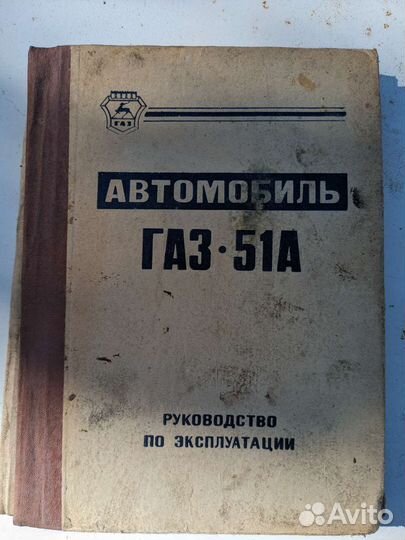 ГАЗ
АВТОМОБИЛЬ
ГАЗ·51А
РУКОВОДСТВО
ПО ЭКСПЛУАТАЦИИ
Avito